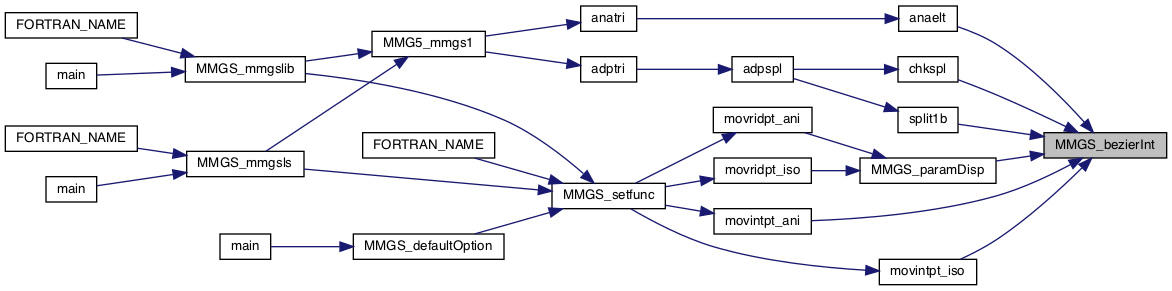 FORTRAN_NAME
main
MMGS_mmgslib
MMG5_mmgs1
anatri
adptri
adpspl
anaelt
chkspl
split1b
MMGS_bezierInt
FORTRAN_NAME
main
MMGS_mmgsls
FORTRAN_NAME
MMGS_setfunc
movridpt_ani
movridpt_iso
MMGS_paramDisp
movintpt_ani
main
MMGS_defaultOption
movintpt_iso